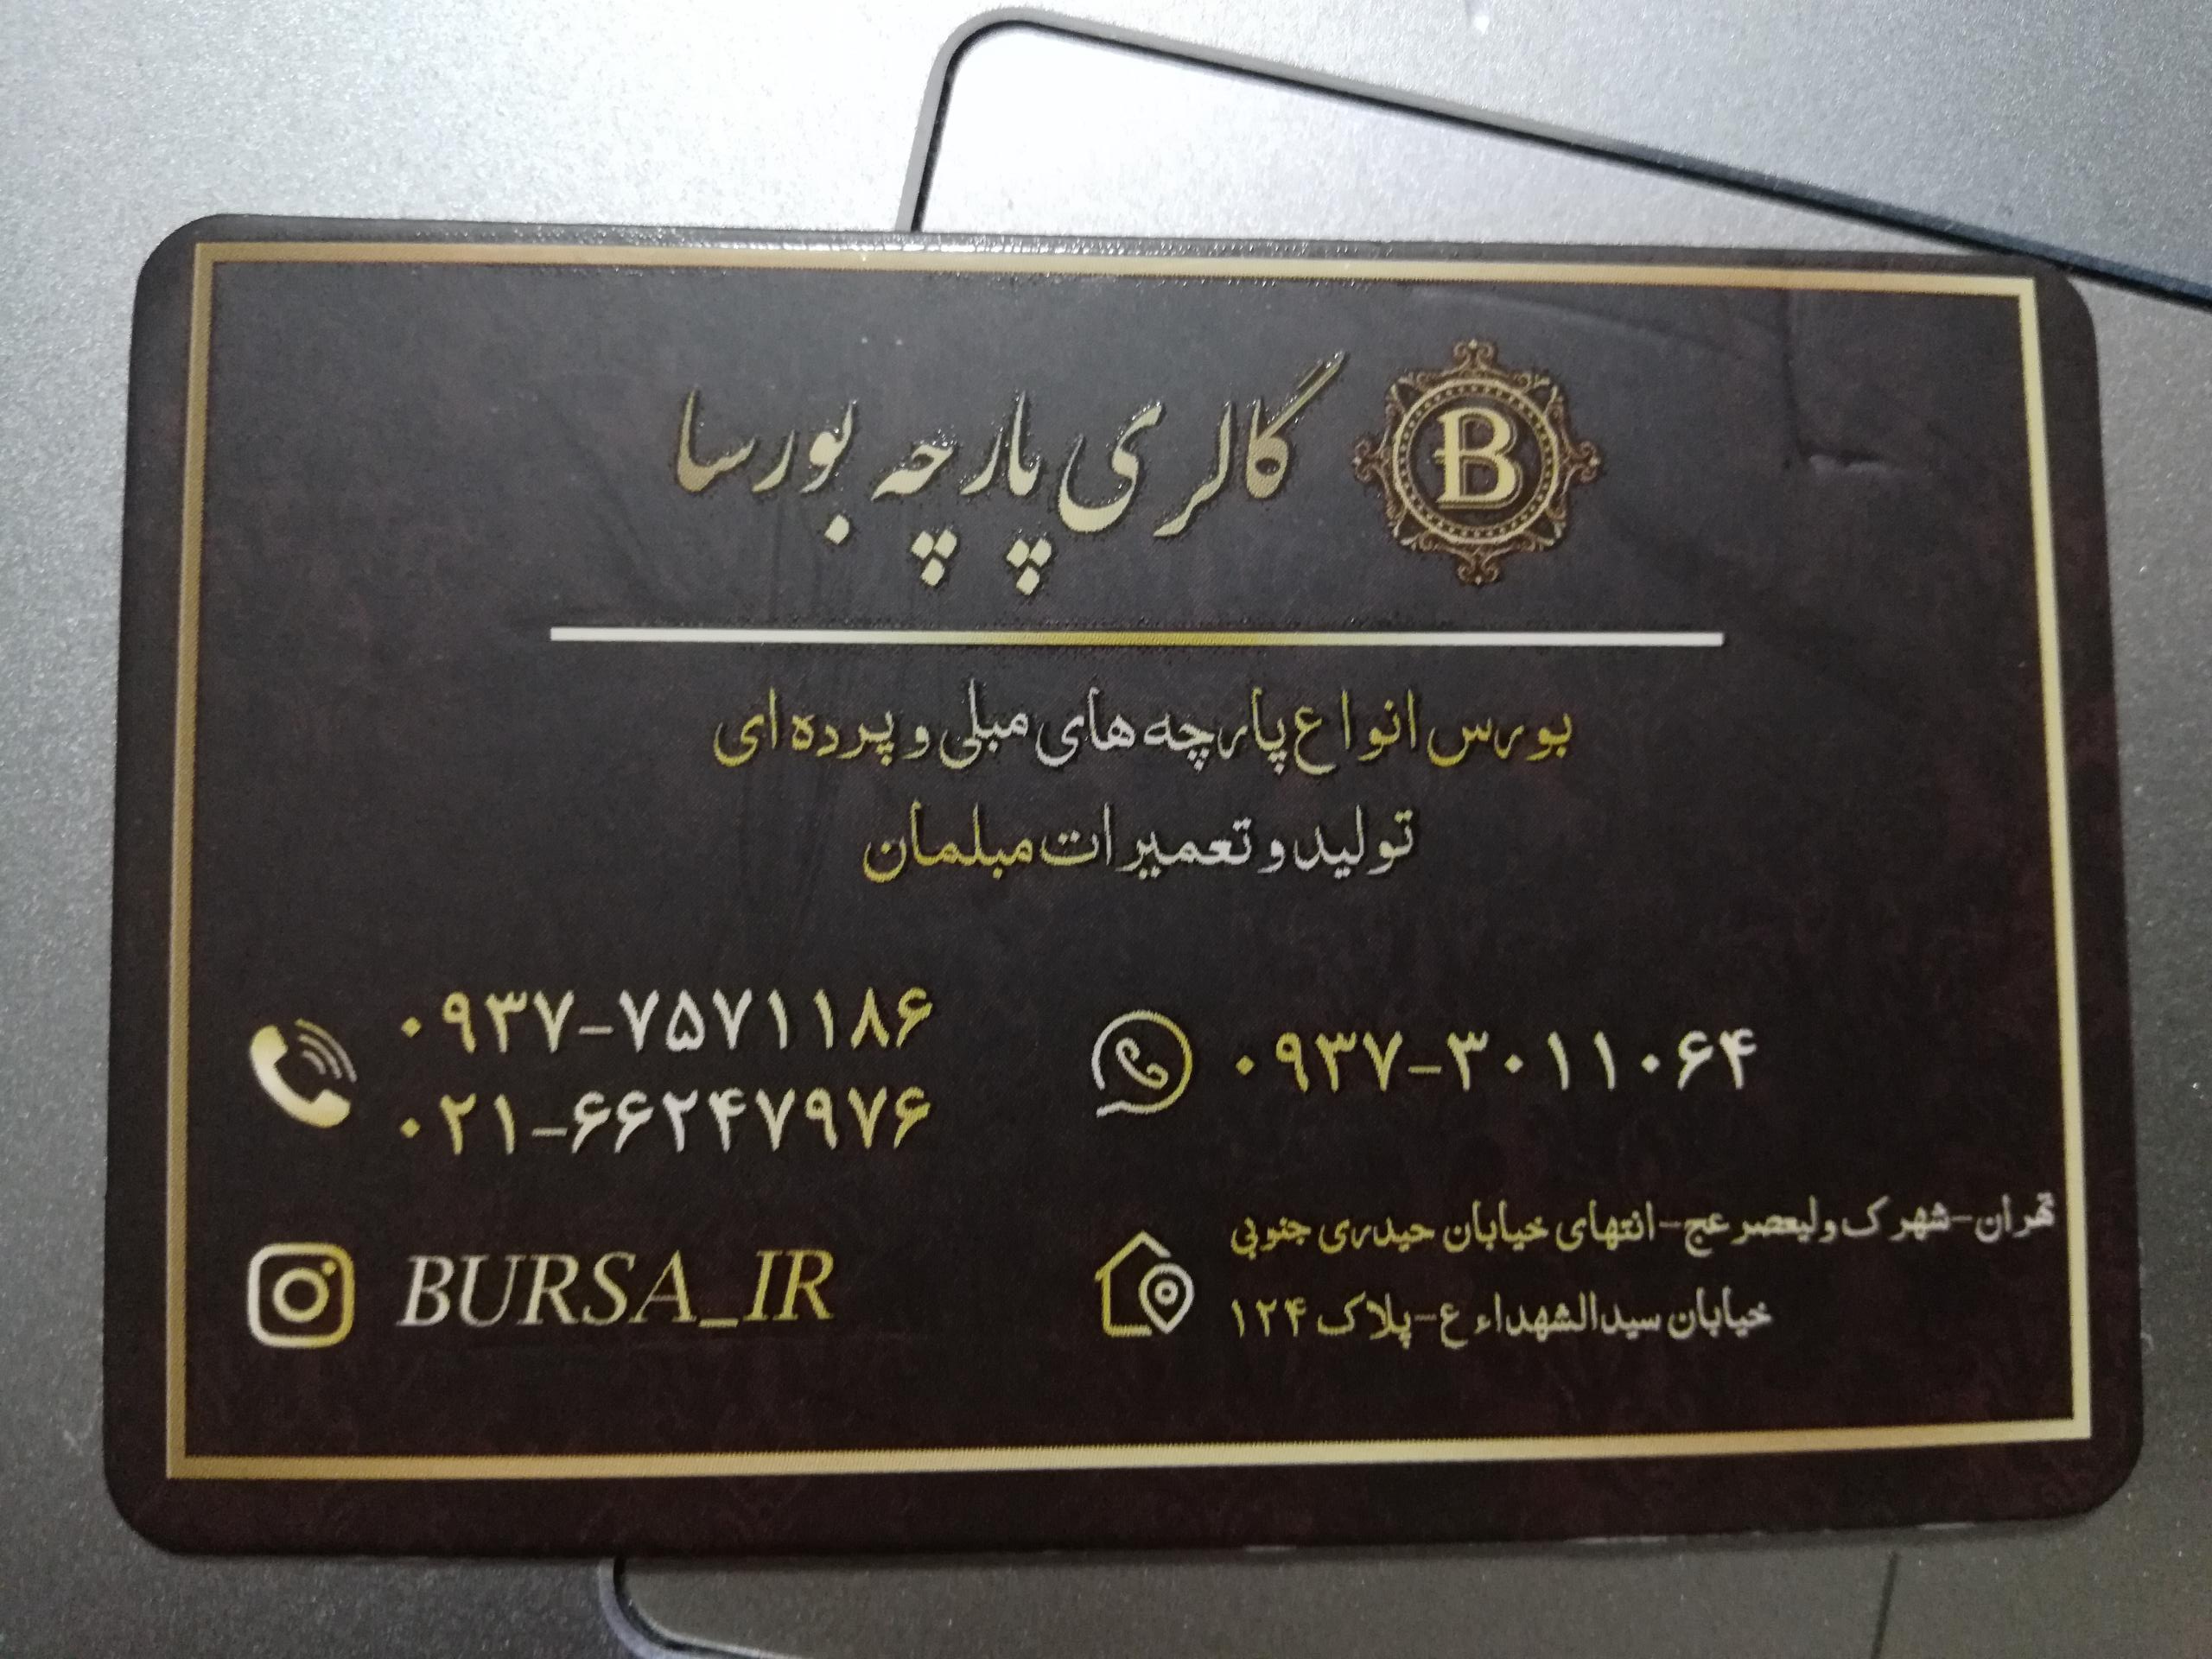 B
گالری پارچه بورسا
بورس انواع پارچه های مبلی و پرده ای
تولید و تعمیرات مبلمان
۰۹۳۷-۷۵۷۱۱۸۶
۰۲۱-۶۶۲۴۷۹۷۶
۰۹۳۷-۳۰۱۱۰۶۴
BURSA_IR
تهران-شهرک ولیعصر عج-انتهای خیابان حیدری جنوبی
خیابان سیدالشهداء ع-پلاک ۱۲۴